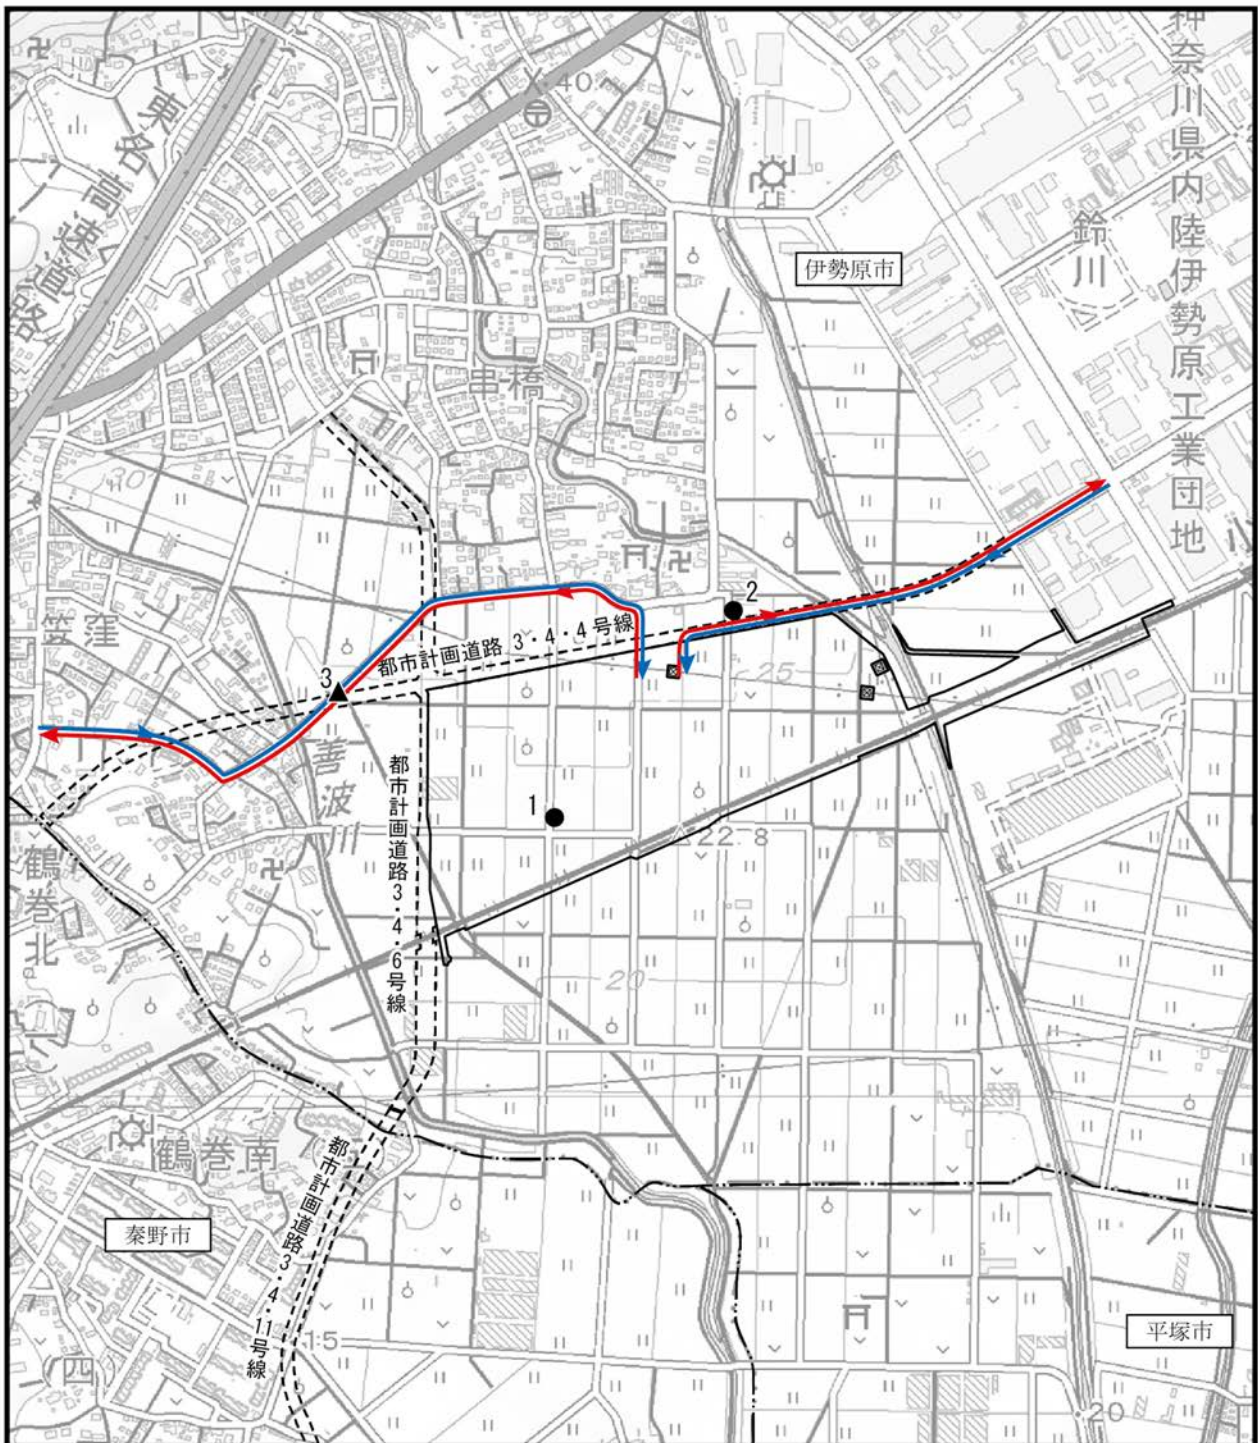 東名高速道路
40
神奈川県内陸伊勢原工業団地
鈴川
伊勢原市
串橋
30
2
笠窪
都市計画道路 3・4・4号線
25
3
善波川
都市計画道路3・4・6号線
1
22.8
鶴巻北
20
鶴巻南
都市計画道路3・4・11号線
秦野市
平塚市
15
(四)
20